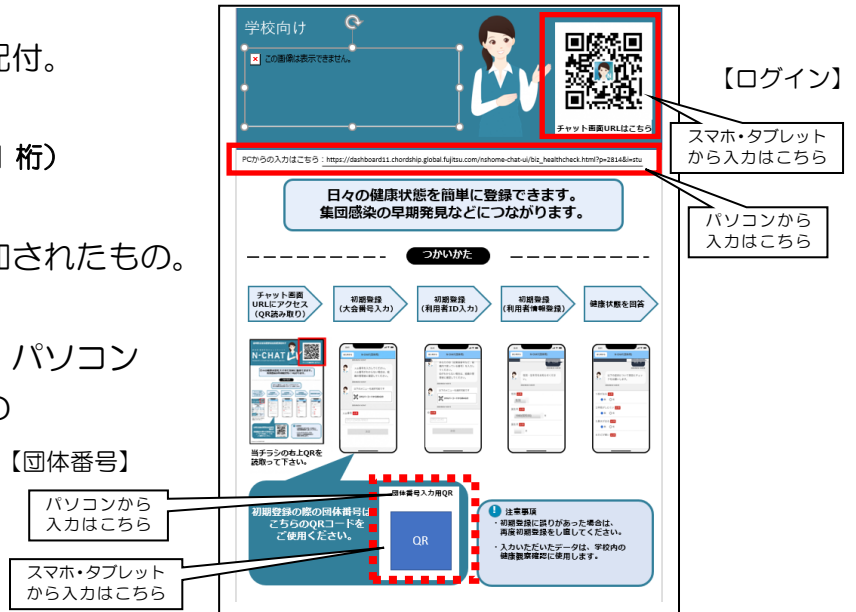 配付。
桁)
されたもの。
パソコン
の
【団体番号】
パソコンから
入力はこちら
スマホ・タブレット
から入力はこちら
学校向け
この画像は表示できません。
チャット画面URLはこちら
【ログイン】
スマホ・タブレット
から入力はこちら
PCからの入力はこちら：https://dashboard11.chordship.global.fujitsu.com/nshome-chat-ui/biz_healthcheck.html?p=2814&i=stu
パソコンから
入力はこちら
日々の健康状態を簡単に登録できます。
集団感染の早期発見などにつながります。
つかいかた
チャット画面
URLにアクセス
(QR読み取り)
初期登録
(大会番号入力)
初期登録
(利用者ID入力)
初期登録
(利用者情報登録)
健康状態を回答
N-CHAT
当チラシの右上QRを
読取って下さい。
初期登録の際の団体番号は
こちらのQRコードを
ご使用ください。
団体番号入力用QR
QR
注意事項
・初期登録に誤りがあった場合は、
再度初期登録をし直してください。
・入力いただいたデータは、学校内の
健康観察確認に使用します。